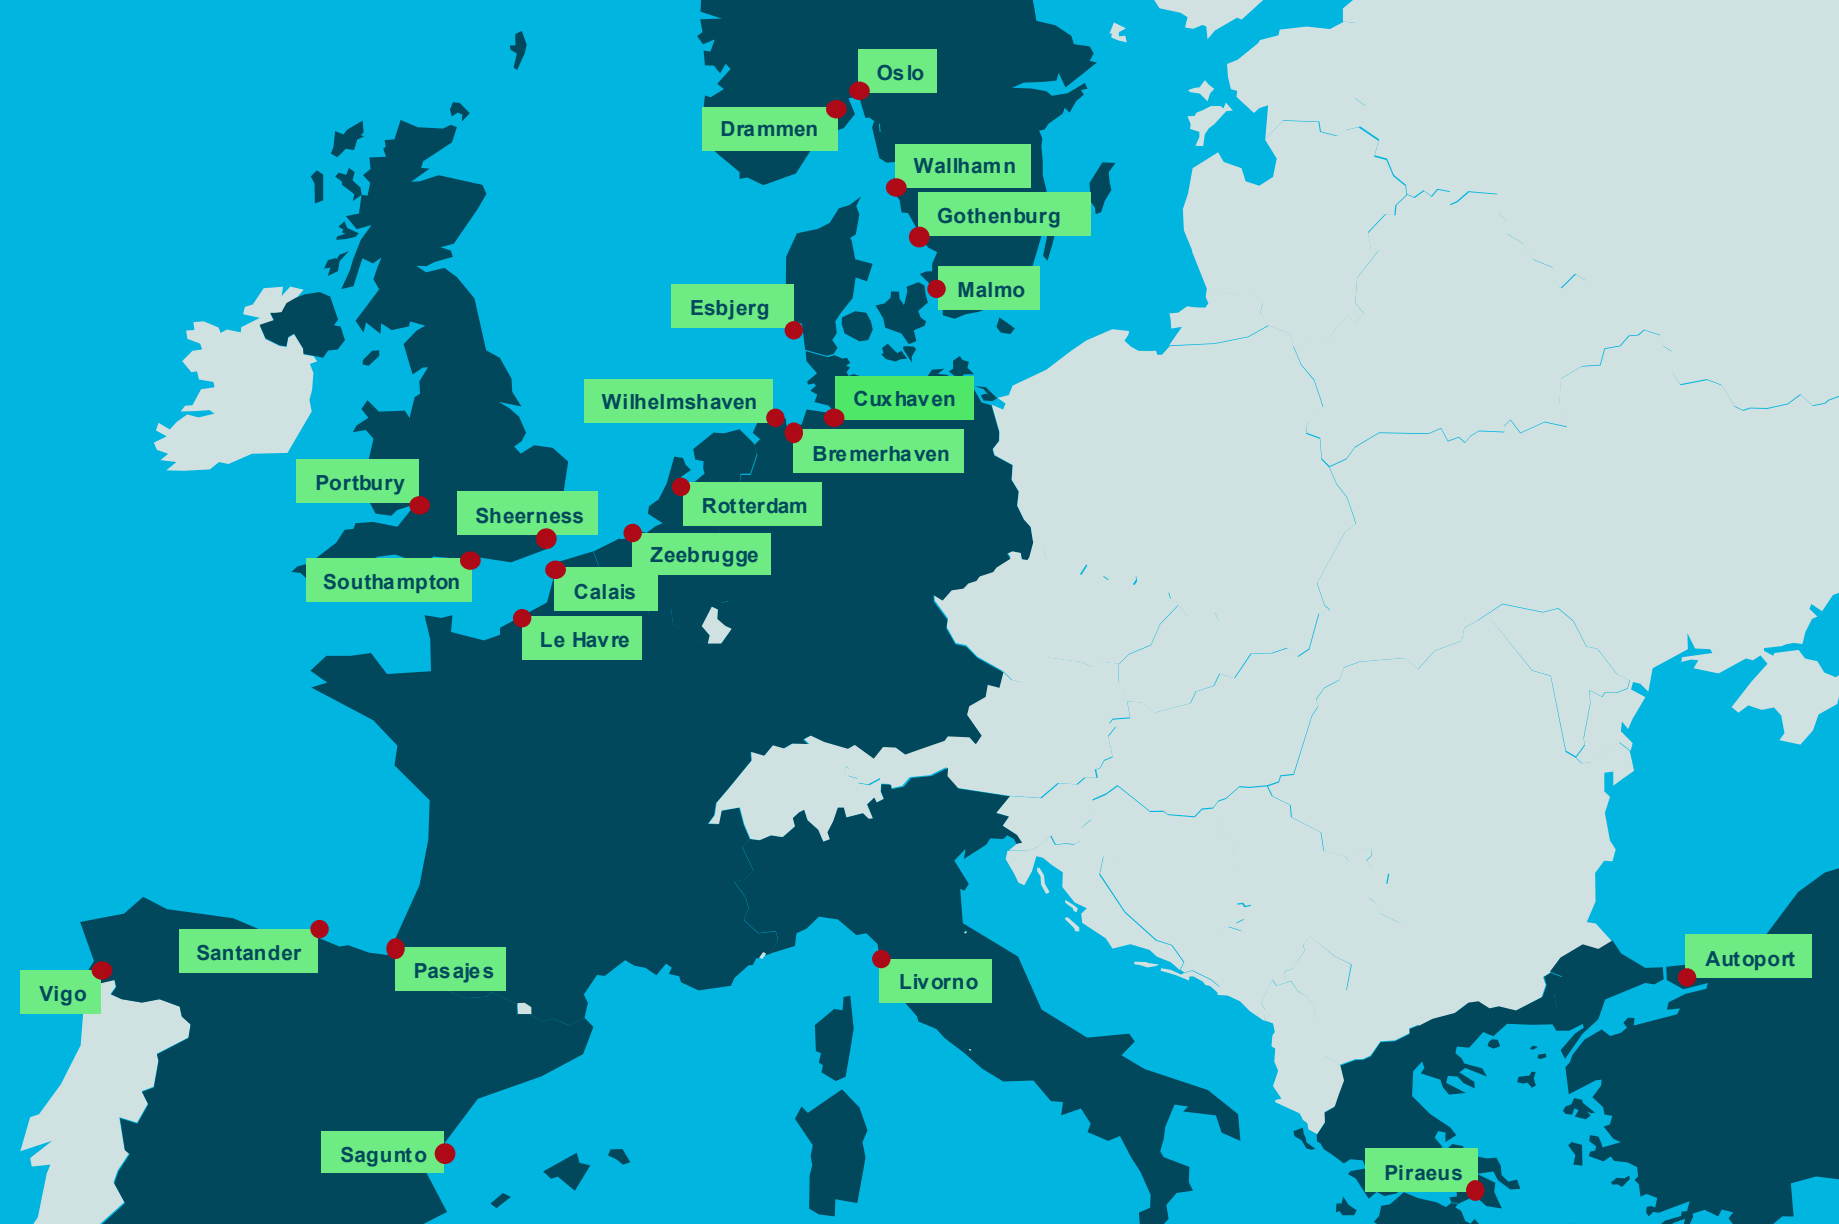 Oslo
Drammen
Wallhamn
Gothenburg
Malmo
Esbjerg
Wilhelmshaven
Cuxhaven
Bremerhaven
Portbury
Sheerness
Rotterdam
Zeebrugge
Southampton
Calais
Le Havre
Santander
Pasajes
Vigo
Livorno
Autoport
Sagunto
Piraeus